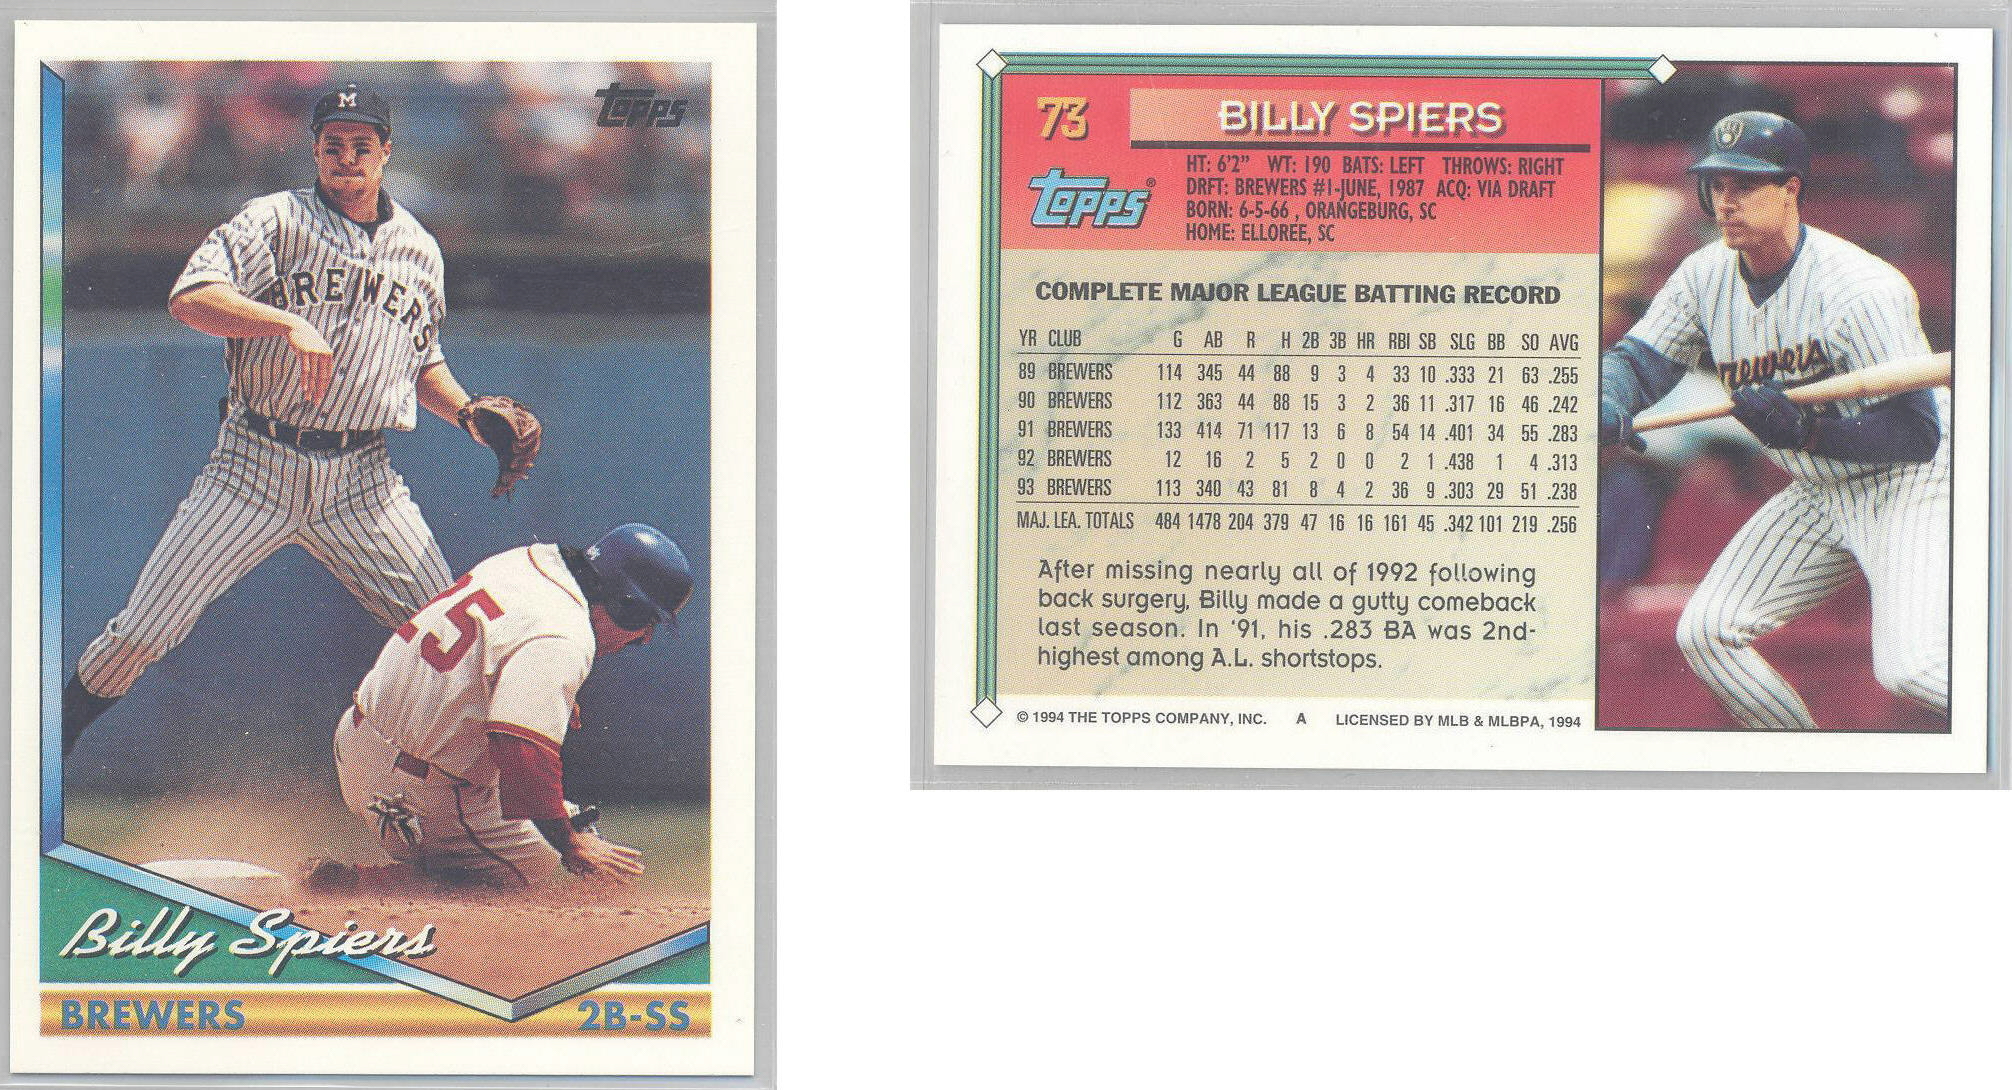 topps
M
BREWERS
25
Billy Spiers
BREWERS 2B-SS
73 BILLY SPIERS
topps®
HT: 6'2" WT: 190 BATS: LEFT THROWS: RIGHT
DRFT: BREWERS #1-JUNE, 1987 ACQ: VIA DRAFT
BORN: 6-5-66 , ORANGEBURG, SC
HOME: ELLOREE, SC
COMPLETE MAJOR LEAGUE BATTING RECORD
YR CLUB G AB R H 2B 3B HR RBI SB SLG BB SO AVG
89 BREWERS 114 345 44 88 9 3 4 33 10 .333 21 63 .255
90 BREWERS 112 363 44 88 15 3 2 36 11 .317 16 46 .242
91 BREWERS 133 414 71 117 13 6 8 54 14 .401 34 55 .283
92 BREWERS 12 16 2 5 2 0 0 2 1 .438 1 4 .313
93 BREWERS 113 340 43 81 8 4 2 36 9 .303 29 51 .238
MAJ. LEA. TOTALS 484 1478 204 379 47 16 16 161 45 .342 101 219 .256
After missing nearly all of 1992 following
back surgery, Billy made a gutty comeback
last season. In '91, his .283 BA was 2nd-
highest among A.L. shortstops.
© 1994 THE TOPPS COMPANY, INC. A LICENSED BY MLB & MLBPA, 1994
Brewers